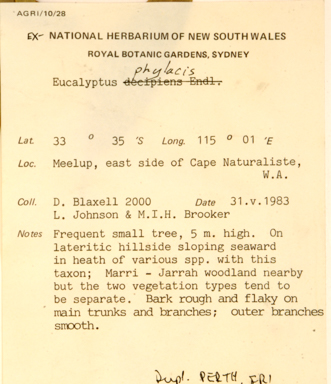 AGRI/10/28
EX- NATIONAL HERBARIUM OF NEW SOUTH WALES
ROYAL BOTANIC GARDENS, SYDNEY
phylacis
Eucalyptus decipiens Endl.
Lat. 33 ° 35 'S Long. 115 ° 01 'E
Loc. Meelup, east side of Cape Naturaliste,
W.A.
Coll. D. Blaxell 2000 Date 31.v.1983
L. Johnson & M.I.H. Brooker
Notes Frequent small tree, 5 m. high. On
lateritic hillside sloping seaward
in heath of various spp. with this
taxon; Marri - Jarrah woodland nearby
but the two vegetation types tend to
be separate. Bark rough and flaky on
main trunks and branches; outer branches
smooth.
Dupl. PERTH, FRI